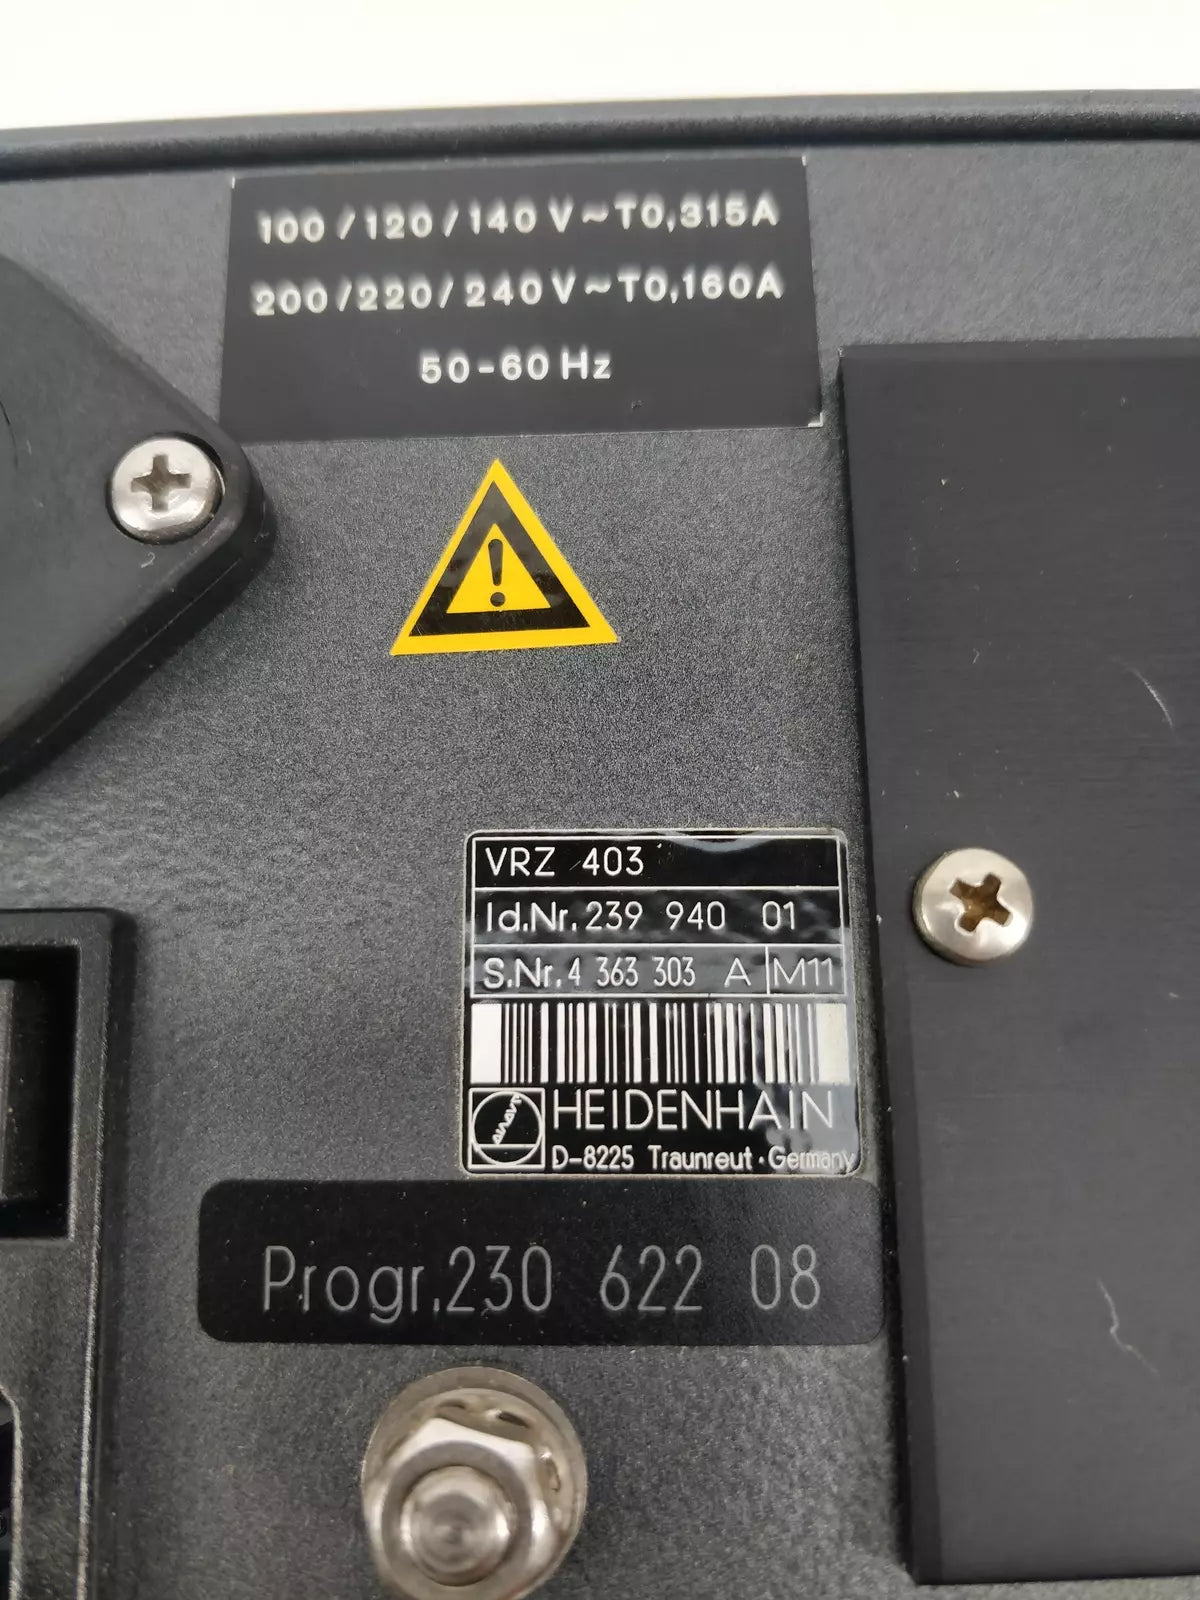 100/120/140 V~T0,315A
200/220/240V~T0,160A
50-60 Hz
!
VRZ 403
Id.Nr. 239 940 01
S.Nr. 4 363 303 A M11
HEIDENHAIN
D-8225 Traunreut · Germany
Progr. 230 622 08